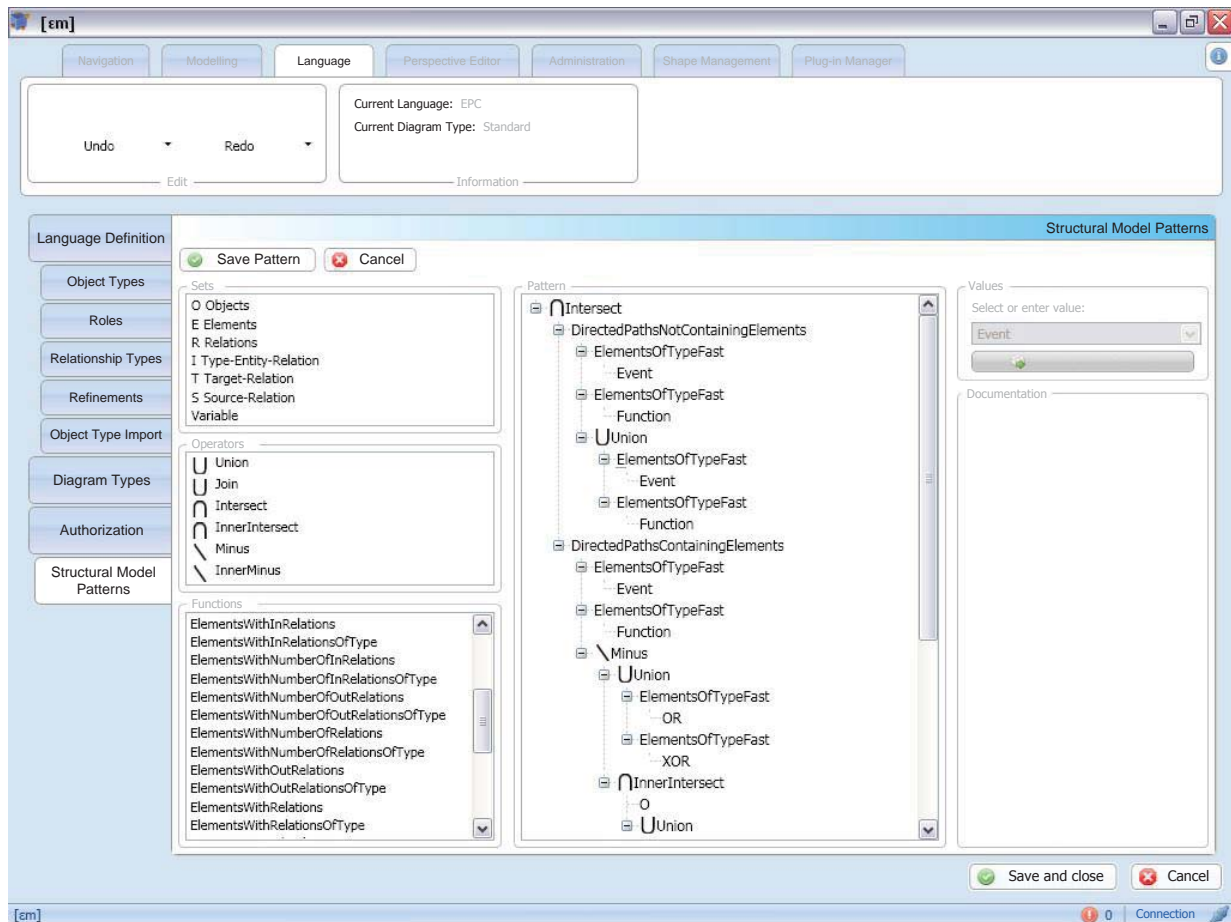 [εm]
Navigation
Modelling
Language
Perspective Editor
Administration
Shape Management
Plug-in Manager
Undo
Redo
Edit
Current Language: EPC
Current Diagram Type: Standard
Information
Language Definition
Object Types
Roles
Relationship Types
Refinements
Object Type Import
Diagram Types
Authorization
Structural Model
Patterns
Structural Model Patterns
Save Pattern
Cancel
Sets
O Objects
E Elements
R Relations
I Type-Entity-Relation
T Target-Relation
S Source-Relation
Variable
Operators
⋃ Union
⋃ Join
⋂ Intersect
⋂ InnerIntersect
\ Minus
\ InnerMinus
Functions
ElementsWithInRelations
ElementsWithInRelationsOfType
ElementsWithNumberOfInRelations
ElementsWithNumberOfInRelationsOfType
ElementsWithNumberOfOutRelations
ElementsWithNumberOfOutRelationsOfType
ElementsWithNumberOfRelations
ElementsWithNumberOfRelationsOfType
ElementsWithOutRelations
ElementsWithOutRelationsOfType
ElementsWithRelations
ElementsWithRelationsOfType
Pattern
⋂Intersect
DirectedPathsNotContainingElements
ElementsOfTypeFast
Event
ElementsOfTypeFast
Function
⋃Union
ElementsOfTypeFast
Event
ElementsOfTypeFast
Function
DirectedPathsContainingElements
ElementsOfTypeFast
Event
ElementsOfTypeFast
Function
\Minus
⋃Union
ElementsOfTypeFast
OR
ElementsOfTypeFast
XOR
⋂InnerIntersect
O
⋃Union
Values
Select or enter value:
Event
Documentation
Save and close
Cancel
[εm]
0
Connection